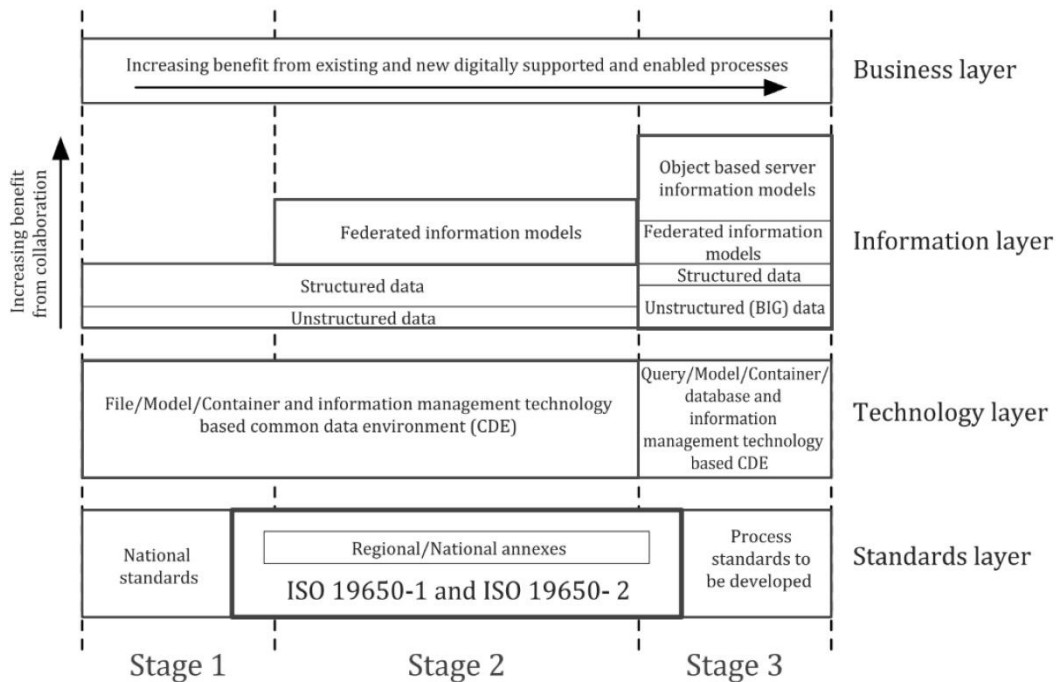 Increasing benefit from existing and new digitally supported and enabled processes
Business layer
Increasing benefit
from collaboration
Object based server
information models
Federated information models
Federated information
models
Structured data
Structured data
Unstructured data
Unstructured (BIG) data
Information layer
File/Model/Container and information management technology
based common data environment (CDE)
Query/Model/Container/
database and
information
management technology
based CDE
Technology layer
National
standards
Regional/National annexes
ISO 19650-1 and ISO 19650- 2
Process
standards to
be developed
Standards layer
Stage 1
Stage 2
Stage 3